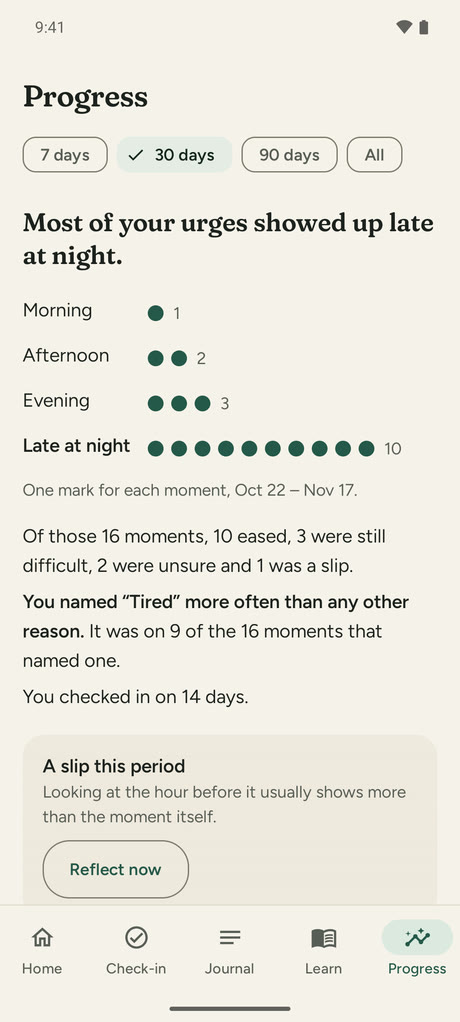 9:41
Progress
7 days
30 days
90 days
All
Most of your urges showed up late
at night.
Morning 1
Afternoon 2
Evening 3
Late at night 10
One mark for each moment, Oct 22 – Nov 17.
Of those 16 moments, 10 eased, 3 were still
difficult, 2 were unsure and 1 was a slip.
You named “Tired” more often than any other
reason. It was on 9 of the 16 moments that
named one.
You checked in on 14 days.
A slip this period
Looking at the hour before it usually shows more
than the moment itself.
Reflect now
Home
Check-in
Journal
Learn
Progress